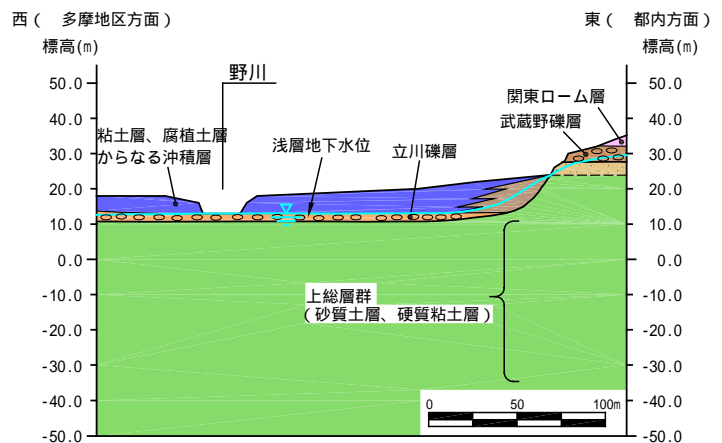 西(　多摩地区方面)
東(　都内方面)
標高(m)
標高(m)
野川
関東ローム層
武蔵野礫層
粘土層、腐植土層
からなる沖積層
浅層地下水位
立川礫層
50.0
40.0
30.0
20.0
10.0
0.0
-10.0
-20.0
-30.0
-40.0
-50.0
50.0
40.0
30.0
20.0
10.0
0.0
-10.0
-20.0
-30.0
-40.0
-50.0
上総層群
(砂質土層、硬質粘土層)
0 50 100m